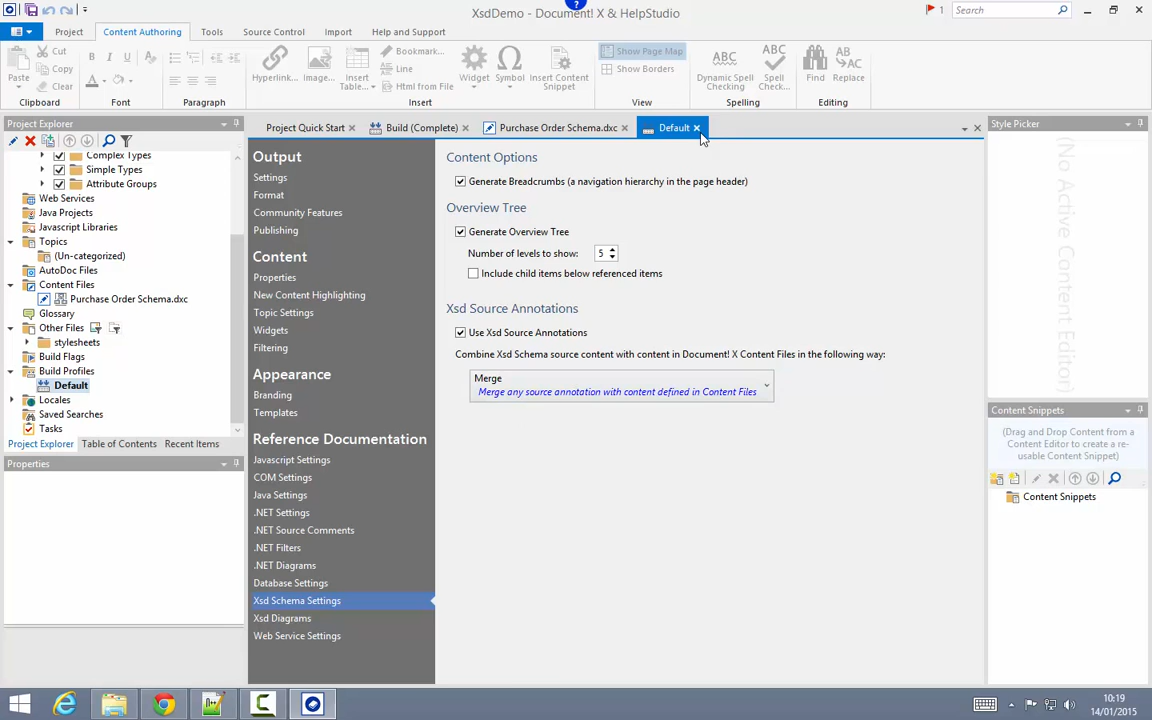 XsdDemo - Document! X & HelpStudio
?
1
Search
Project
Content Authoring
Tools
Source Control
Import
Help and Support
Paste
Cut
Copy
Clear
Clipboard
B I U
A
Font
Paragraph
Hyperlink...
Image...
Insert
Table...
Bookmark...
Line
Html from File
Widget
Symbol
Insert Content
Snippet
Insert
Show Page Map
Show Borders
View
ABC
Dynamic Spell
Checking
ABC
Spell
Check...
Spelling
Find
AB
AC
Replace
Editing
Project Explorer
Complex Types
Simple Types
Attribute Groups
Web Services
Java Projects
Javascript Libraries
Topics
(Un-categorized)
AutoDoc Files
Content Files
Purchase Order Schema.dxc
Glossary
Other Files
stylesheets
Build Flags
Build Profiles
Default
Locales
Saved Searches
Tasks
Project Explorer
Table of Contents
Recent Items
Properties
Project Quick Start
Build (Complete)
Purchase Order Schema.dxc
Default
Output
Settings
Format
Community Features
Publishing
Content
Properties
New Content Highlighting
Topic Settings
Widgets
Filtering
Appearance
Branding
Templates
Reference Documentation
Javascript Settings
COM Settings
Java Settings
.NET Settings
.NET Source Comments
.NET Filters
.NET Diagrams
Database Settings
Xsd Schema Settings
Xsd Diagrams
Web Service Settings
Content Options
Generate Breadcrumbs (a navigation hierarchy in the page header)
Overview Tree
Generate Overview Tree
Number of levels to show:
5
Include child items below referenced items
Xsd Source Annotations
Use Xsd Source Annotations
Combine Xsd Schema source content with content in Document! X Content Files in the following way:
Merge
Merge any source annotation with content defined in Content Files
Style Picker
(No Active Content Editor)
Content Snippets
(Drag and Drop Content from a
Content Editor to create a re-
usable Content Snippet)
Content Snippets
10:19
14/01/2015